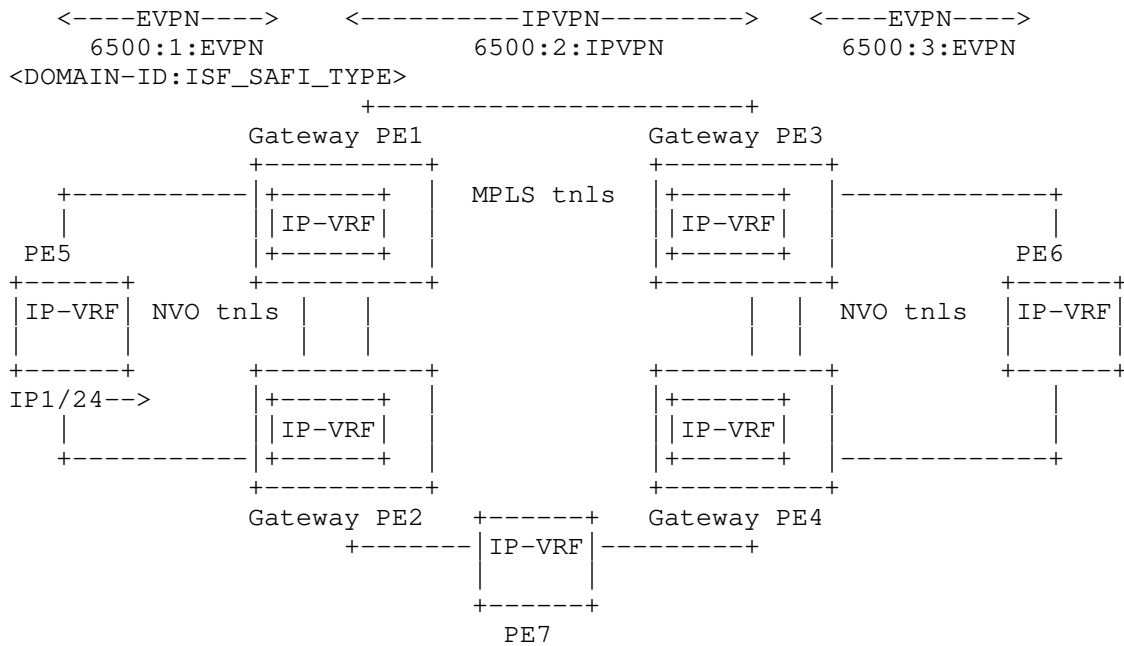 <----EVPN----> <----------IPVPN---------> <----EVPN---->
6500:1:EVPN 6500:2:IPVPN 6500:3:EVPN
<DOMAIN-ID:ISF_SAFI_TYPE>
Gateway PE1 Gateway PE3
MPLS tnls
IP-VRF IP-VRF
PE5 PE6
IP-VRF NVO tnls NVO tnls IP-VRF
IP1/24-->
IP-VRF IP-VRF
Gateway PE2 Gateway PE4
IP-VRF
PE7